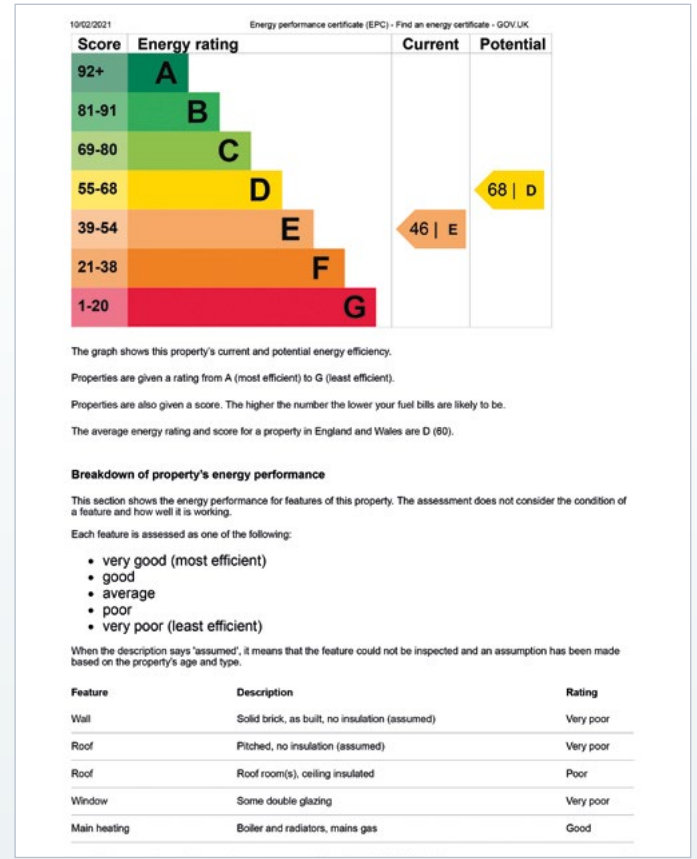 10/02/2021 Energy performance certificate (EPC) - Find an energy certificate - GOV.UK
Score Energy rating Current Potential
92+ A
81-91 B
69-80 C
55-68 D 68 | D
39-54 E 46 | E
21-38 F
1-20 G
The graph shows this property's current and potential energy efficiency.
Properties are given a rating from A (most efficient) to G (least efficient).
Properties are also given a score. The higher the number the lower your fuel bills are likely to be.
The average energy rating and score for a property in England and Wales are D (60).
Breakdown of property's energy performance
This section shows the energy performance for features of this property. The assessment does not consider the condition of
a feature and how well it is working.
Each feature is assessed as one of the following:
• very good (most efficient)
• good
• average
• poor
• very poor (least efficient)
When the description says 'assumed', it means that the feature could not be inspected and an assumption has been made
based on the property's age and type.
Feature Description Rating
Wall Solid brick, as built, no insulation (assumed) Very poor
Roof Pitched, no insulation (assumed) Very poor
Roof Roof room(s), ceiling insulated Poor
Window Some double glazing Very poor
Main heating Boiler and radiators, mains gas Good